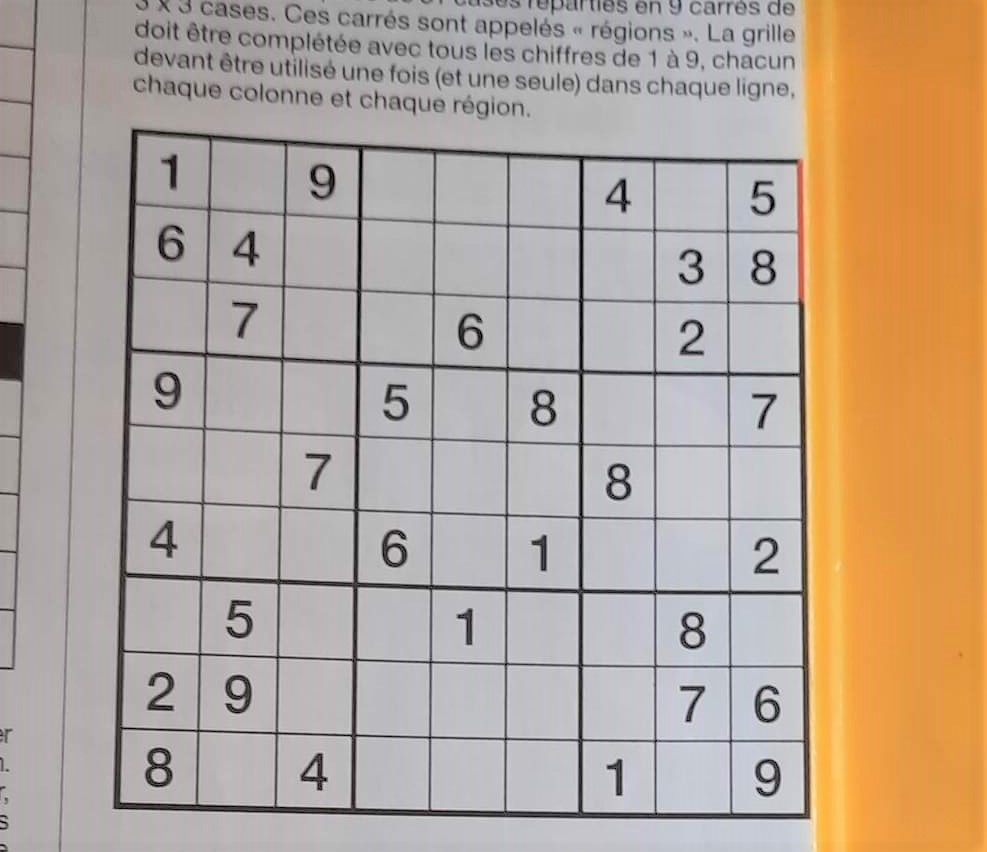 cases réparties en 9 carrés de
3 x 3 cases. Ces carrés sont appelés « régions ». La grille
doit être complétée avec tous les chiffres de 1 à 9, chacun
devant être utilisé une fois (et une seule) dans chaque ligne,
chaque colonne et chaque région.
1 9 4 5
6 4 3 8
7 6 2
9 5 8 7
7 8
4 6 1 2
5 1 8
2 9 7 6
8 4 1 9